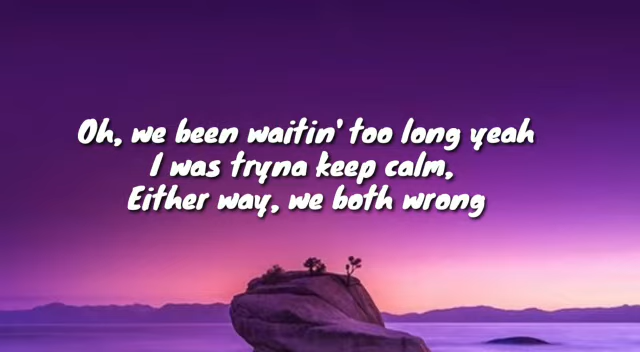 Oh, we been waitin' too long yeah
I was tryna keep calm,
Either way, we both wrong